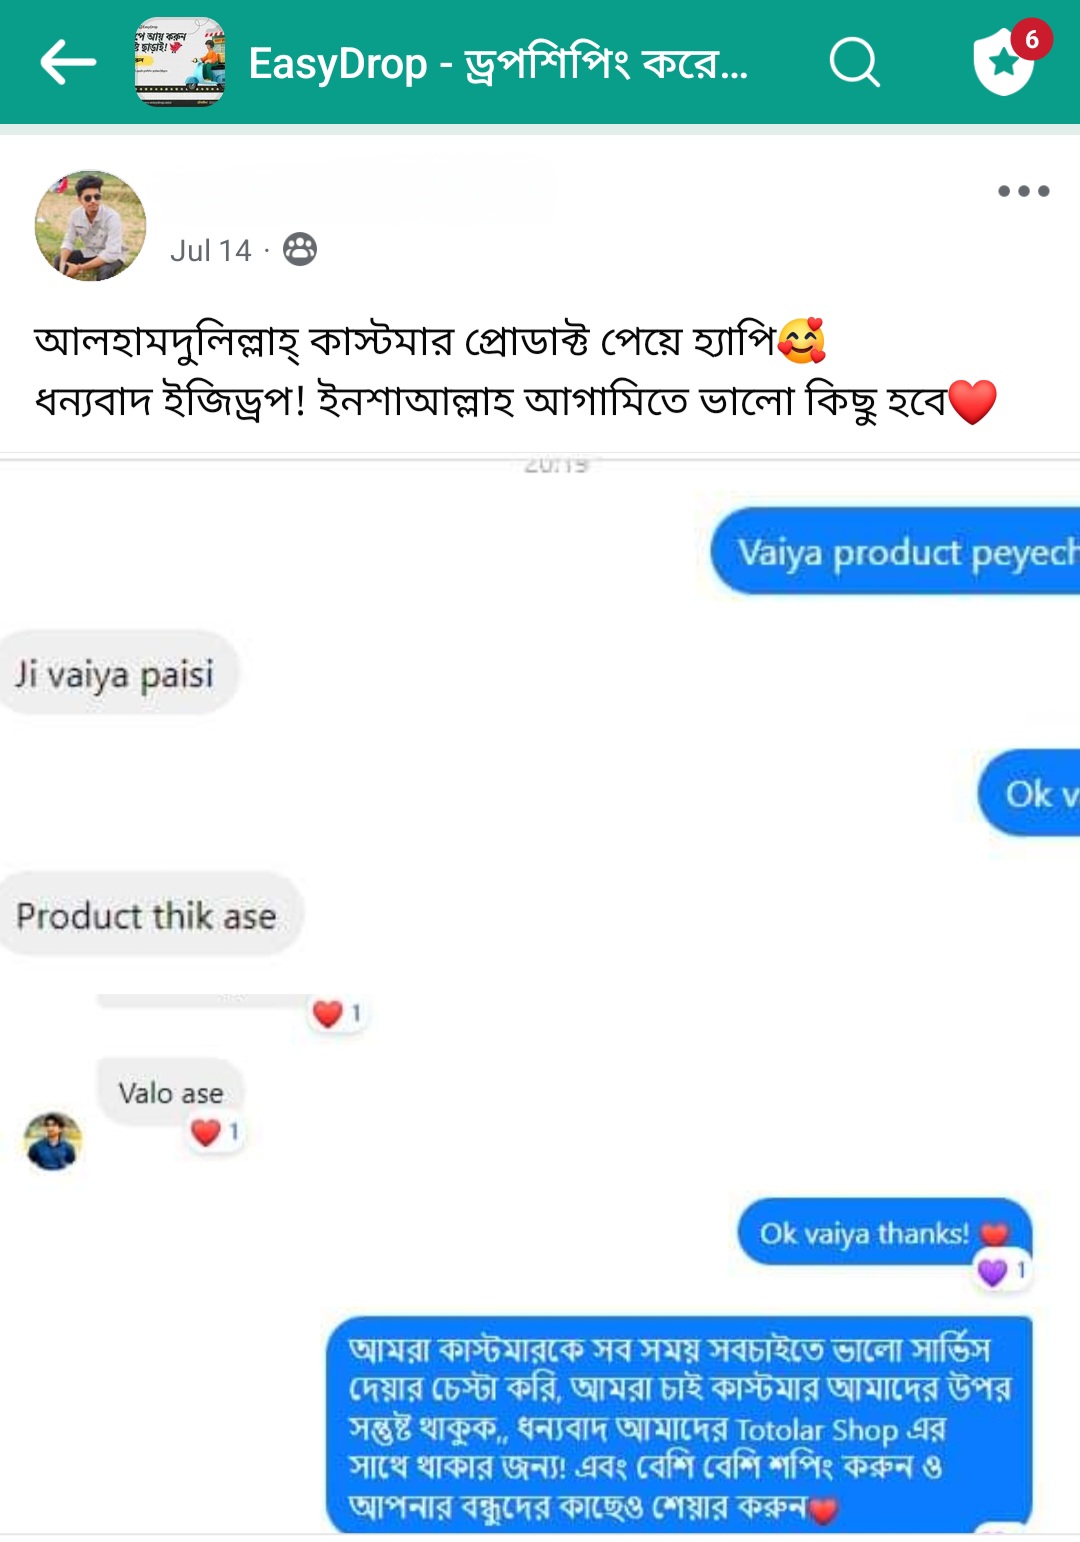 EasyDrop - ড্রপশিপিং করে...
6
Jul 14 ·
আলহামদুলিল্লাহ্ কাস্টমার প্রোডাক্ট পেয়ে হ্যাপি🥰
ধন্যবাদ ইজিড্রপ! ইনশাআল্লাহ আগামিতে ভালো কিছু হবে❤️
20:19
Vaiya product peyech
Ji vaiya paisi
Ok v
Product thik ase
❤️ 1
Valo ase
❤️ 1
Ok vaiya thanks! ❤️
💜 1
আমরা কাস্টমারকে সব সময় সবচাইতে ভালো সার্ভিস
দেয়ার চেস্টা করি, আমরা চাই কাস্টমার আমাদের উপর
সন্তুষ্ট থাকুক,, ধন্যবাদ আমাদের Totolar Shop এর
সাথে থাকার জন্য! এবং বেশি বেশি শপিং করুন ও
আপনার বন্ধুদের কাছেও শেয়ার করুন❤️